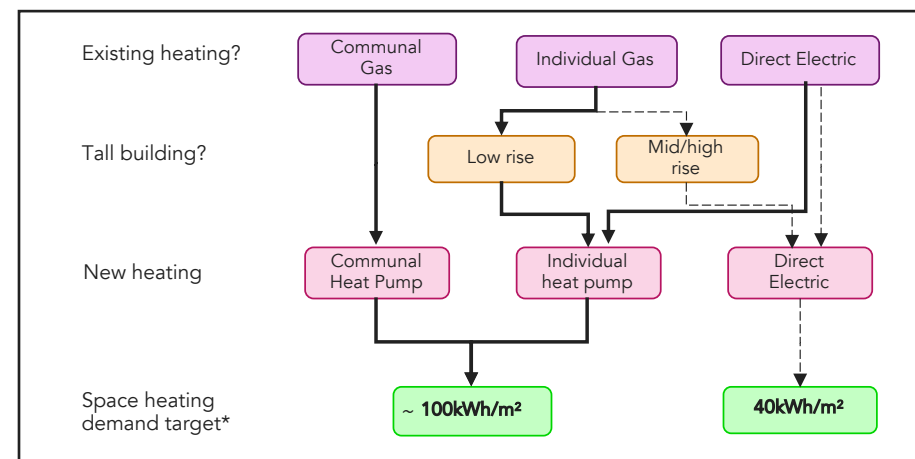 Existing heating?
Communal
Gas
Individual Gas
Direct Electric
Tall building?
Low rise
Mid/high
rise
New heating
Communal
Heat Pump
Individual
heat pump
Direct
Electric
Space heating
demand target*
~ 100kWh/m²
40kWh/m²